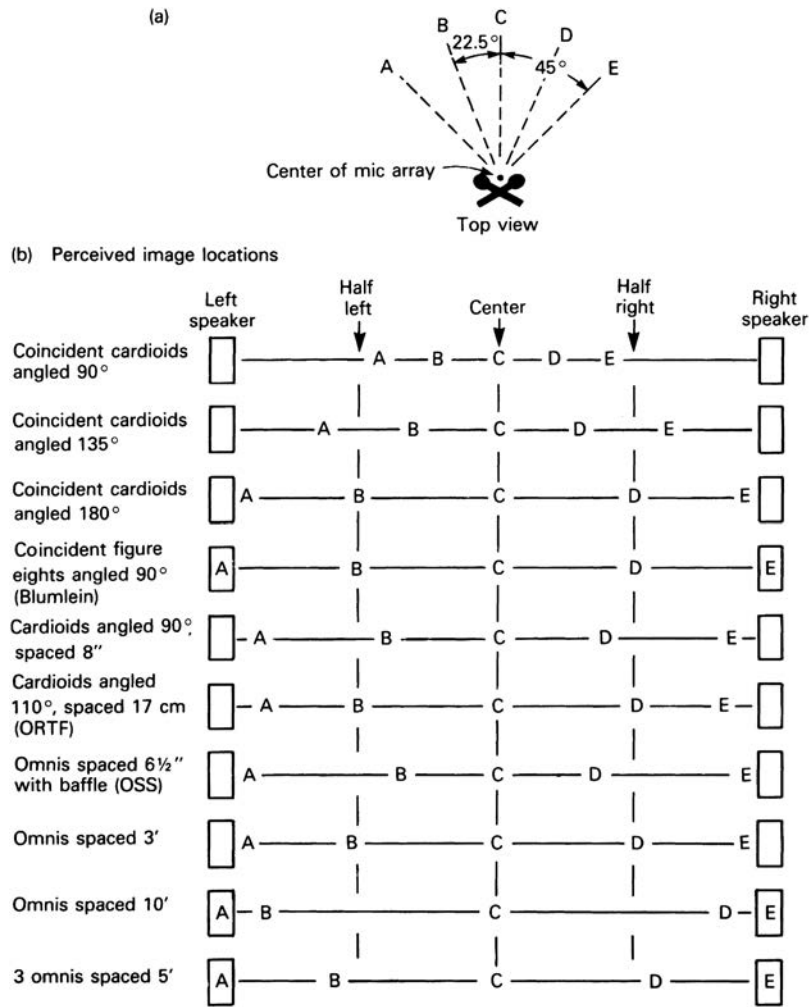 (a)
A
B
C
D
E
22.5°
45°
Center of mic array
Top view
(b) Perceived image locations
Left
speaker
Half
left
Center
Half
right
Right
speaker
Coincident cardioids
angled 90°
A B C D E
Coincident cardioids
angled 135°
A B C D E
Coincident cardioids
angled 180°
A B C D E
Coincident figure
eights angled 90°
(Blumlein)
A B C D E
Cardioids angled 90°,
spaced 8"
A B C D E
Cardioids angled
110°, spaced 17 cm
(ORTF)
A B C D E
Omnis spaced 6½"
with baffle (OSS)
A B C D E
Omnis spaced 3'
A B C D E
Omnis spaced 10'
A B C D E
3 omnis spaced 5'
A B C D E